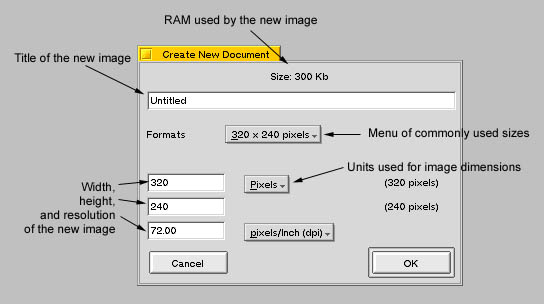 RAM used by the new image
Title of the new image
Create New Document
Size: 300 Kb
Untitled
Formats
320 x 240 pixels
Menu of commonly used sizes
Units used for image dimensions
Width,
height,
and resolution
of the new image
320
Pixels
(320 pixels)
240
(240 pixels)
72.00
pixels/Inch (dpi)
Cancel
OK